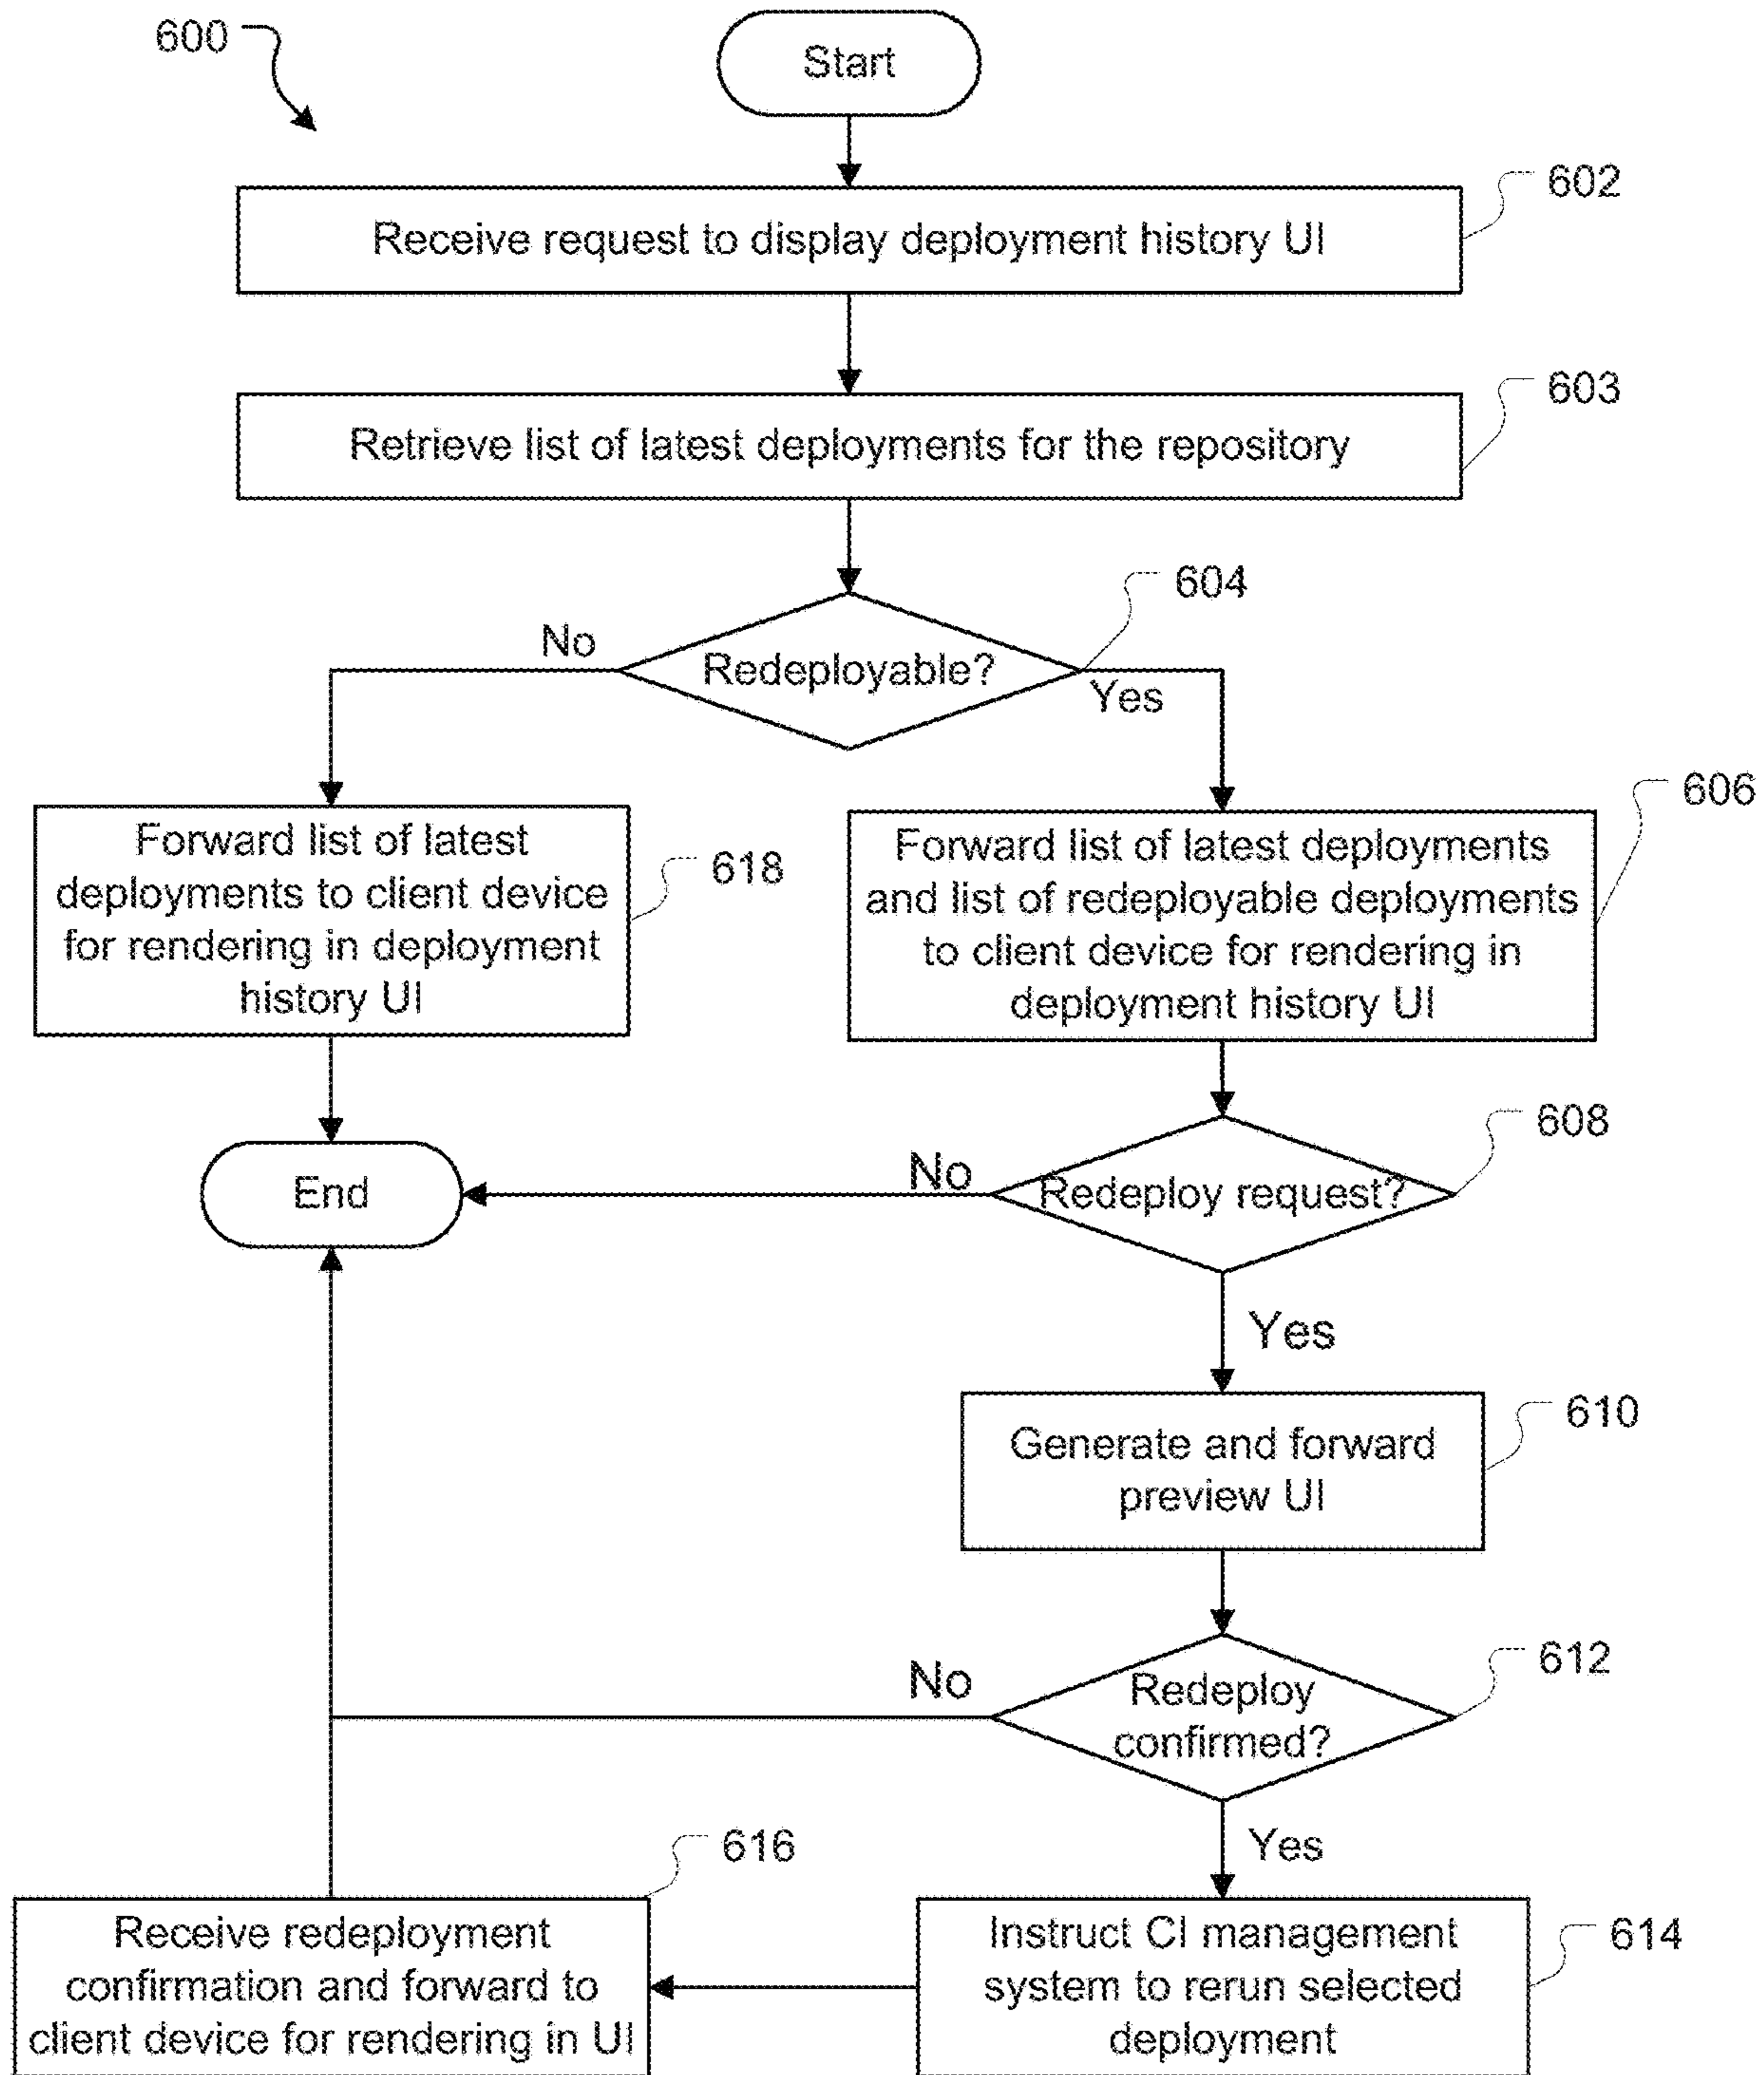 600
Start
602
Receive request to display deployment history UI
603
Retrieve list of latest deployments for the repository
604
No
Redeployable?
Yes
606
Forward list of latest
deployments to client device
for rendering in deployment
history UI
618
Forward list of latest deployments
and list of redeployable deployments
to client device for rendering in
deployment history UI
608
End
No
Redeploy request?
Yes
610
Generate and forward
preview UI
612
No
Redeploy
confirmed?
Yes
616
Receive redeployment
confirmation and forward to
client device for rendering in UI
614
Instruct CI management
system to rerun selected
deployment